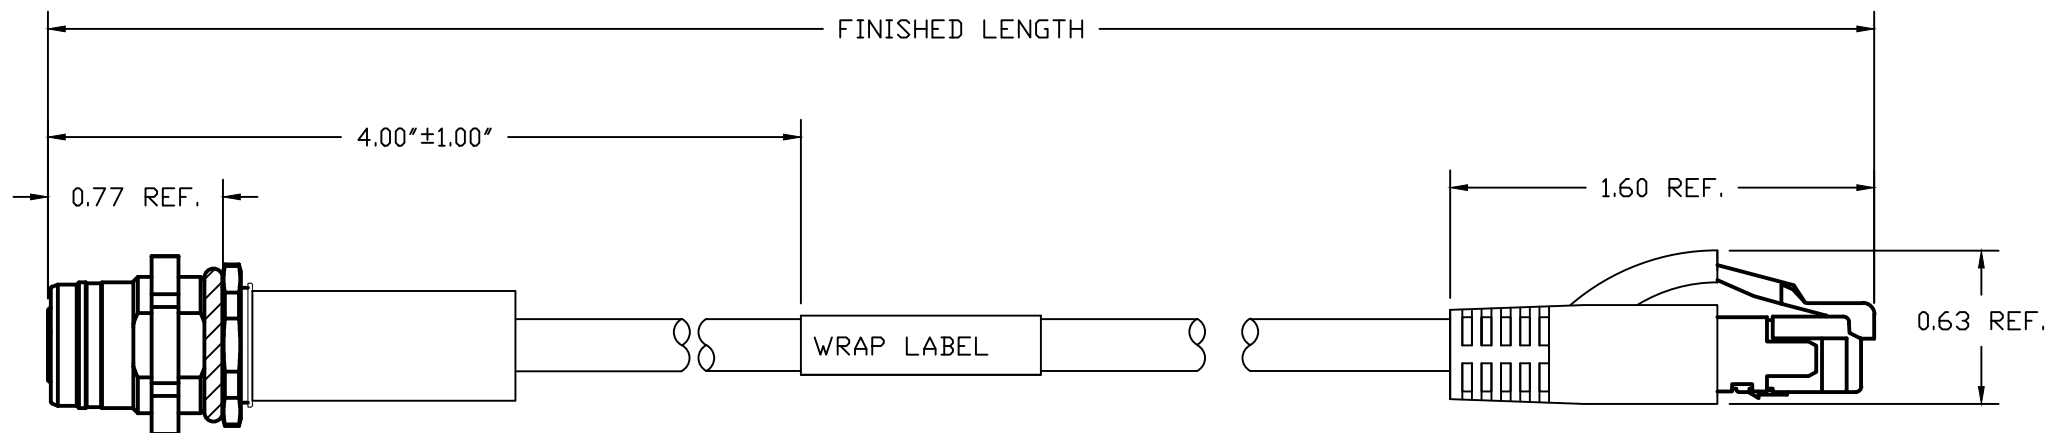 FINISHED LENGTH
4.00"±1.00"
0.77 REF.
1.60 REF.
0.63 REF.
WRAP LABEL